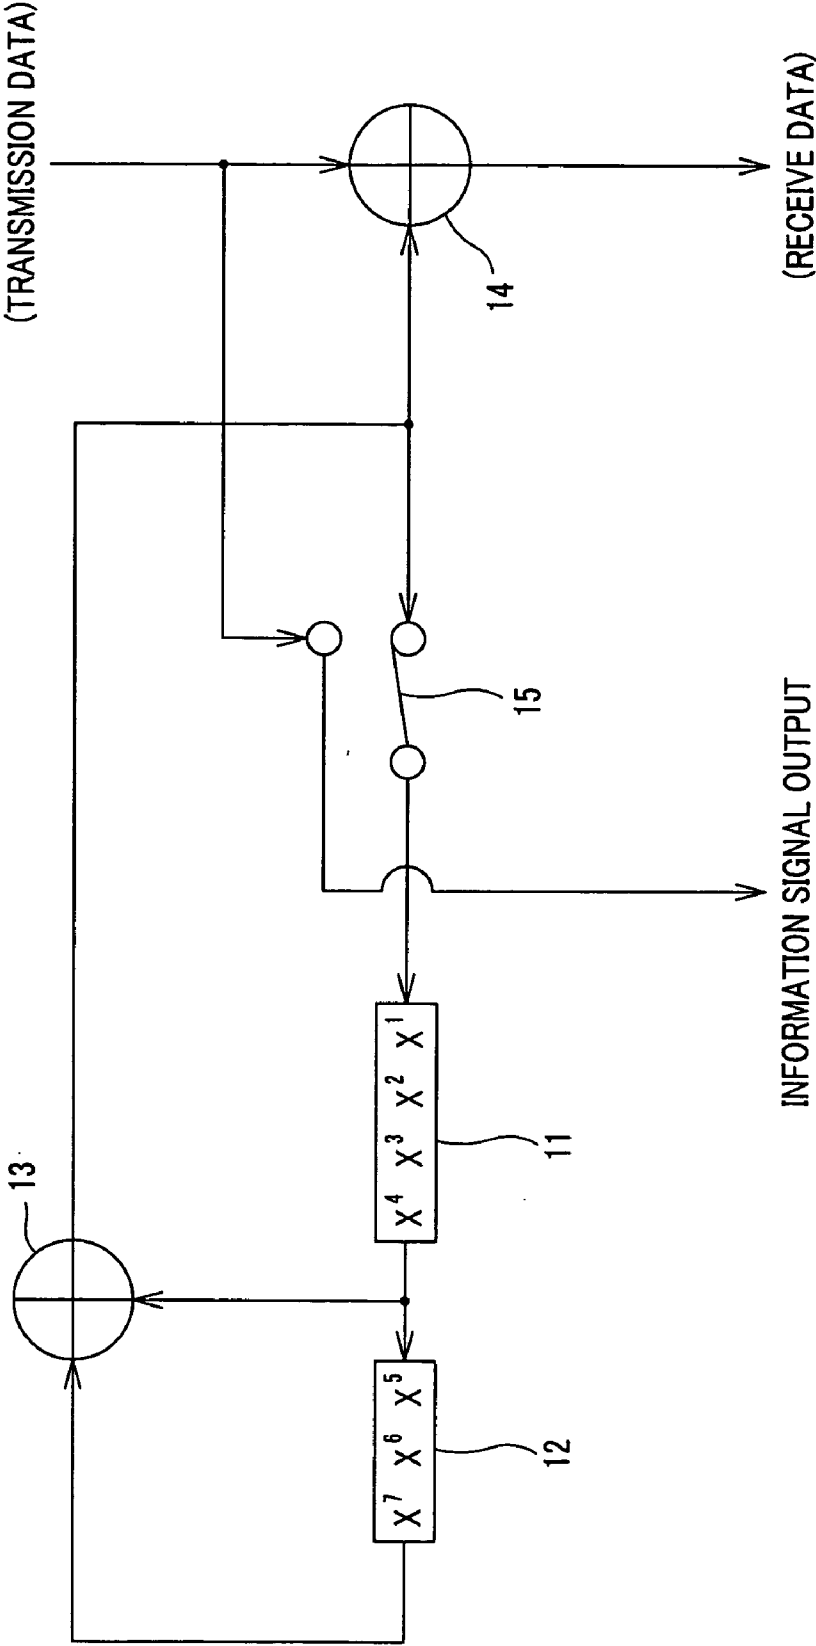 (TRANSMISSION DATA)
(RECEIVE DATA)
14
15
INFORMATION SIGNAL OUTPUT
13
X⁴ X³ X² X¹
11
X⁷ X⁶ X⁵
12